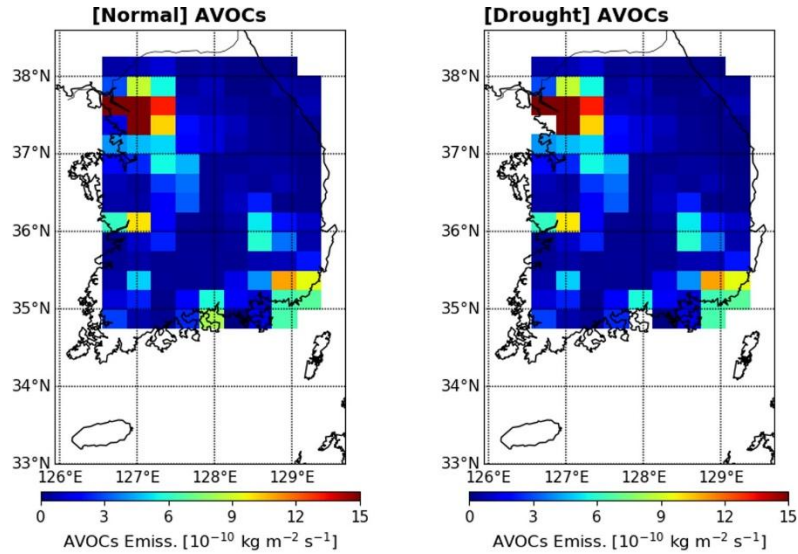 [Normal] AVOCs
38°N
37°N
36°N
35°N
34°N
33°N
126°E 127°E 128°E 129°E
0 3 6 9 12 15
AVOCs Emiss. [10⁻¹⁰ kg m⁻² s⁻¹]
[Drought] AVOCs
38°N
37°N
36°N
35°N
34°N
33°N
126°E 127°E 128°E 129°E
0 3 6 9 12 15
AVOCs Emiss. [10⁻¹⁰ kg m⁻² s⁻¹]